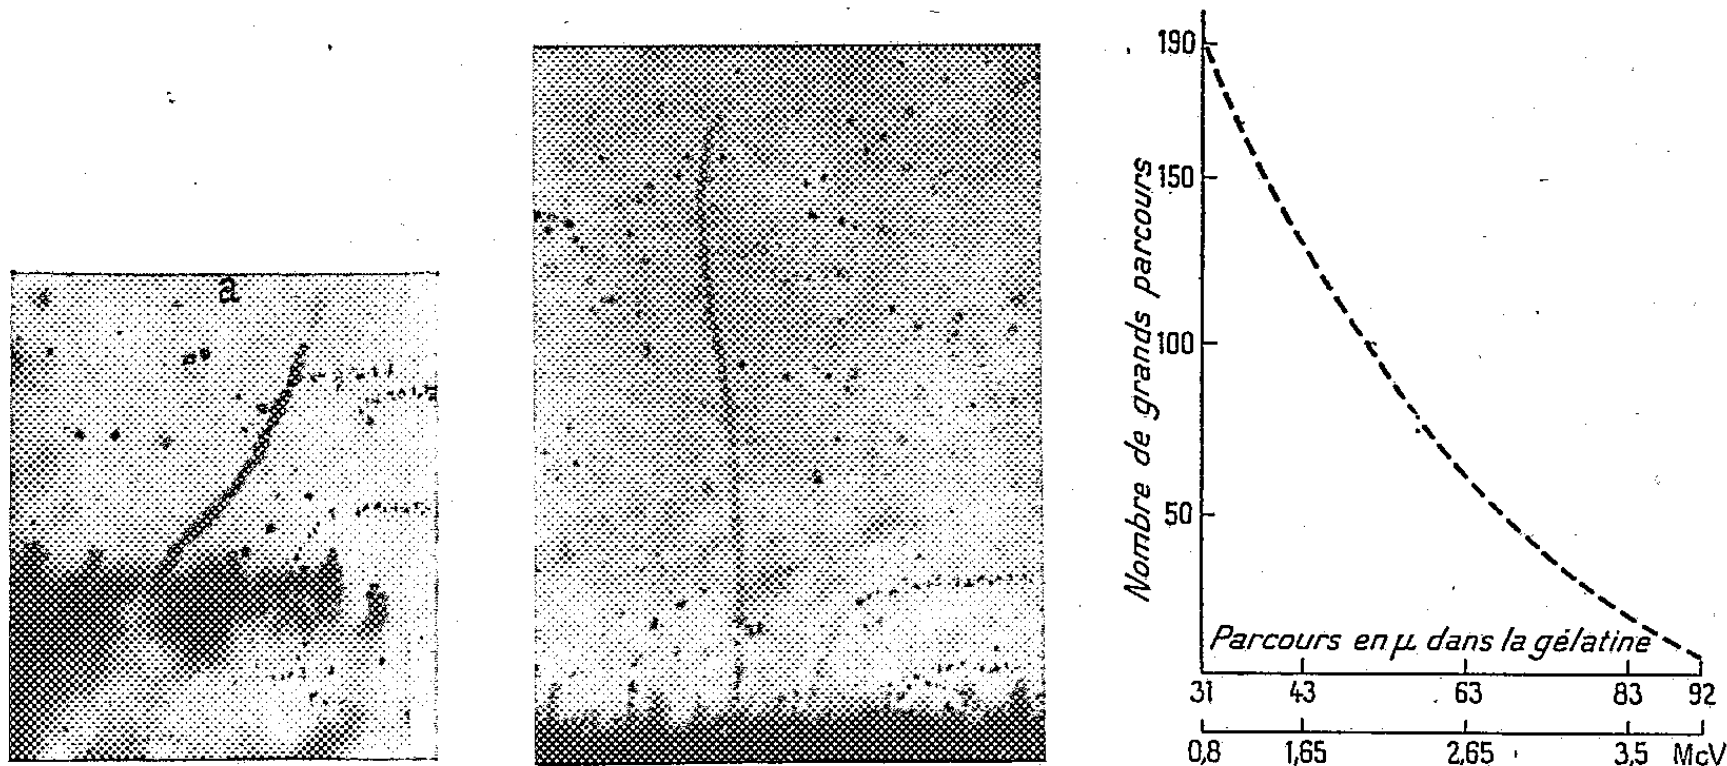 a
190
150
100
50
Nombre de grands parcours
Parcours en μ dans la gélatine
31 43 63 83 92
0,8 1,65 2,65 3,5 McV